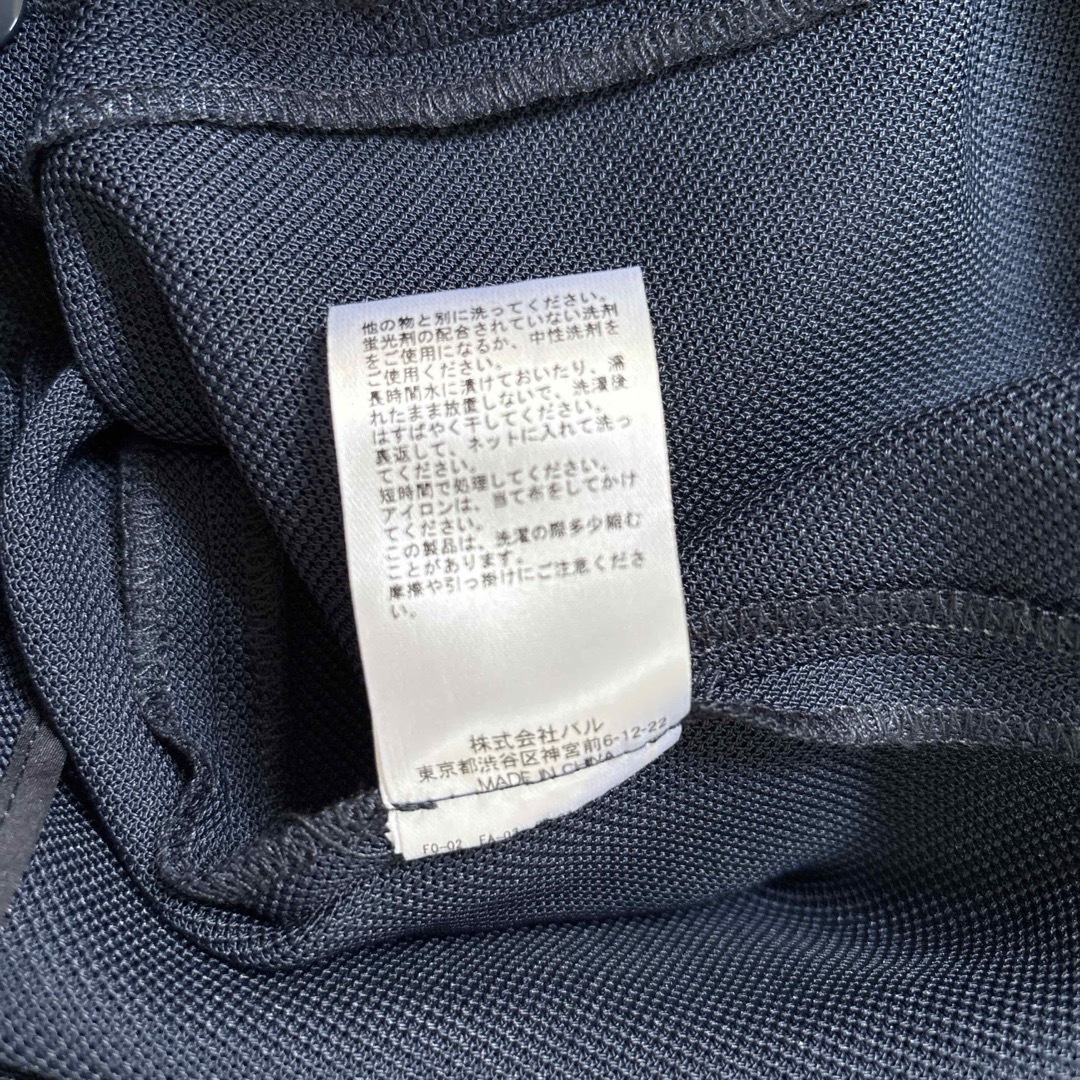 他の物と別に洗ってください。
蛍光剤の配合されていない洗剤
をご使用になるか、中性洗剤を
ご使用ください。
長時間水に漬けておいたり、濡
れたまま放置しないで、洗濯後
はすばやく干してください。
裏返して、ネットに入れて洗っ
てください。
短時間で処理してください。
アイロンは、当て布をしてかけ
てください。
この製品は、洗濯の際多少縮む
ことがあります。
摩擦や引っ掛けにご注意くださ
い。
株式会社バル
東京都渋谷区神宮前6-12-22
MADE IN CHINA
FO-02 FA-03